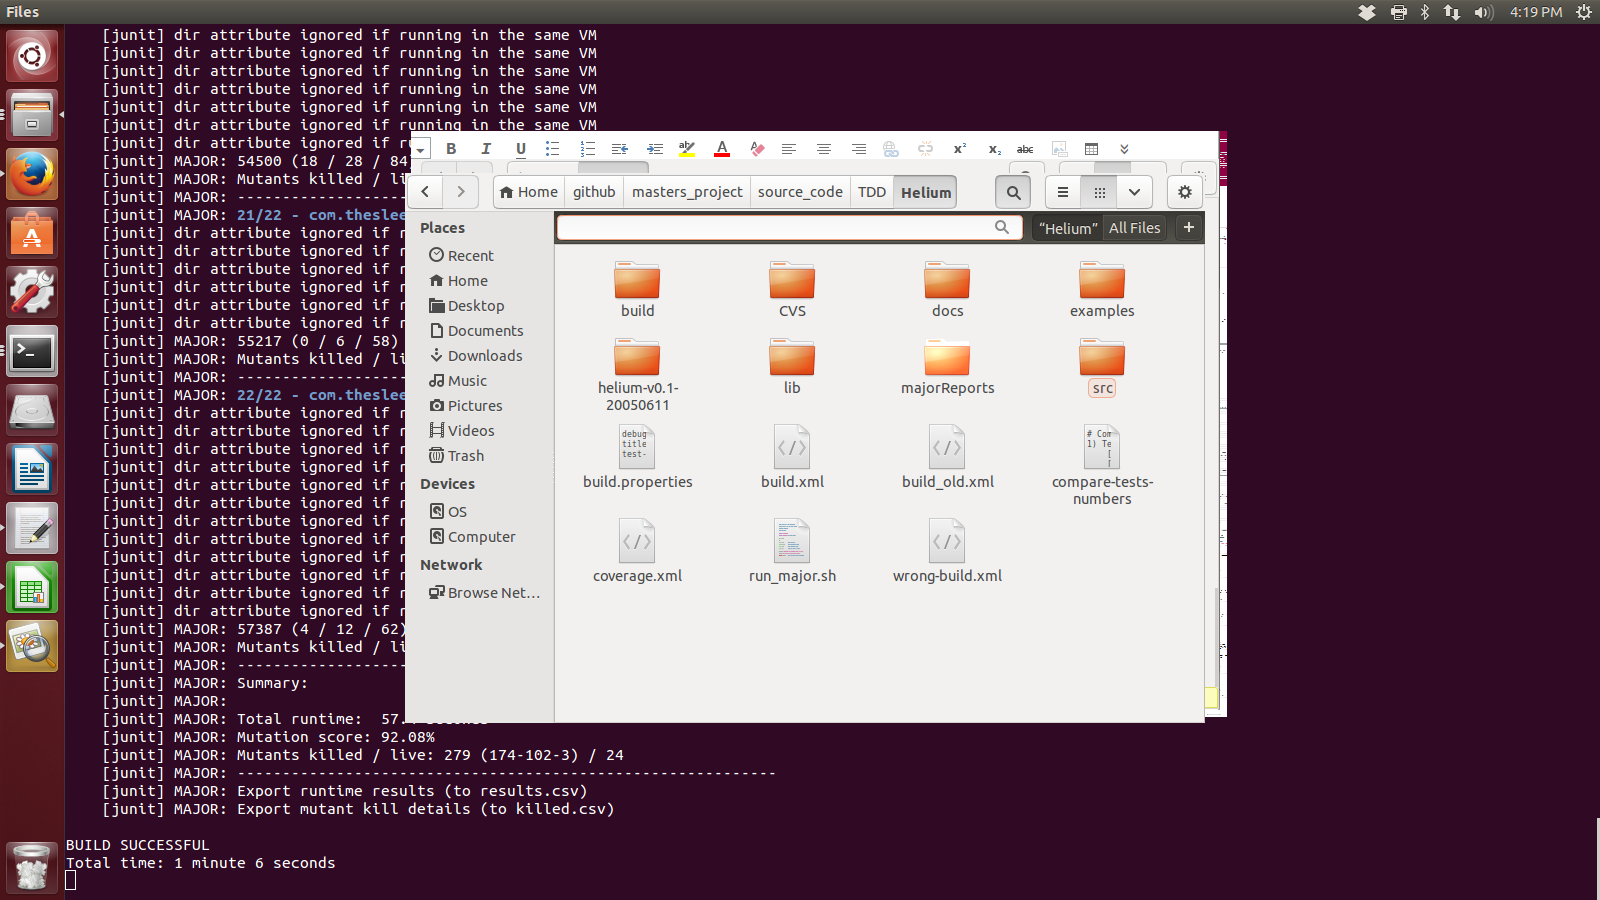 Files
4:19 PM
[junit] dir attribute ignored if running in the same VM
[junit] dir attribute ignored if running in the same VM
[junit] dir attribute ignored if running in the same VM
[junit] dir attribute ignored if running in the same VM
[junit] dir attribute ignored if running in the same VM
[junit] dir attribute ignored if running in the same VM
[junit] dir attribute ignored if
[junit] MAJOR: 54500 (18 / 28 / 84)
[junit] MAJOR: Mutants killed /
[junit] MAJOR: -------------------
[junit] MAJOR: 21/22 - com.theslee
[junit] dir attribute ignored if
[junit] dir attribute ignored if
[junit] dir attribute ignored if
[junit] dir attribute ignored if
[junit] dir attribute ignored if
[junit] dir attribute ignored if
[junit] MAJOR: 55217 (0 / 6 / 58)
[junit] MAJOR: Mutants killed /
[junit] MAJOR: -------------------
[junit] MAJOR: 22/22 - com.theslee
[junit] dir attribute ignored if
[junit] dir attribute ignored if
[junit] dir attribute ignored if
[junit] dir attribute ignored if
[junit] dir attribute ignored if
[junit] dir attribute ignored if
[junit] dir attribute ignored if
[junit] dir attribute ignored if
[junit] dir attribute ignored if
[junit] dir attribute ignored if
[junit] dir attribute ignored if
[junit] dir attribute ignored if
[junit] MAJOR: 57387 (4 / 12 / 62)
[junit] MAJOR: Mutants killed /
[junit] MAJOR: -------------------
[junit] MAJOR: Summary:
[junit] MAJOR:
[junit] MAJOR: Total runtime: 57. seconds
[junit] MAJOR: Mutation score: 92.08%
[junit] MAJOR: Mutants killed / live: 279 (174-102-3) / 24
[junit] MAJOR: ------------------------------------------------------------
[junit] MAJOR: Export runtime results (to results.csv)
[junit] MAJOR: Export mutant kill details (to killed.csv)
BUILD SUCCESSFUL
Total time: 1 minute 6 seconds
B I U ab A x² x₂ abc
Home github masters_project source_code TDD Helium
"Helium" All Files +
Places
Recent
Home
Desktop
Documents
Downloads
Music
Pictures
Videos
Trash
Devices
OS
Computer
Network
Browse Net…
build
CVS
docs
examples
helium-v0.1-
20050611
lib
majorReports
src
debug
title
test-
# Com
1) Te
[
[
build.properties
build.xml
build_old.xml
compare-tests-
numbers
coverage.xml
run_major.sh
wrong-build.xml